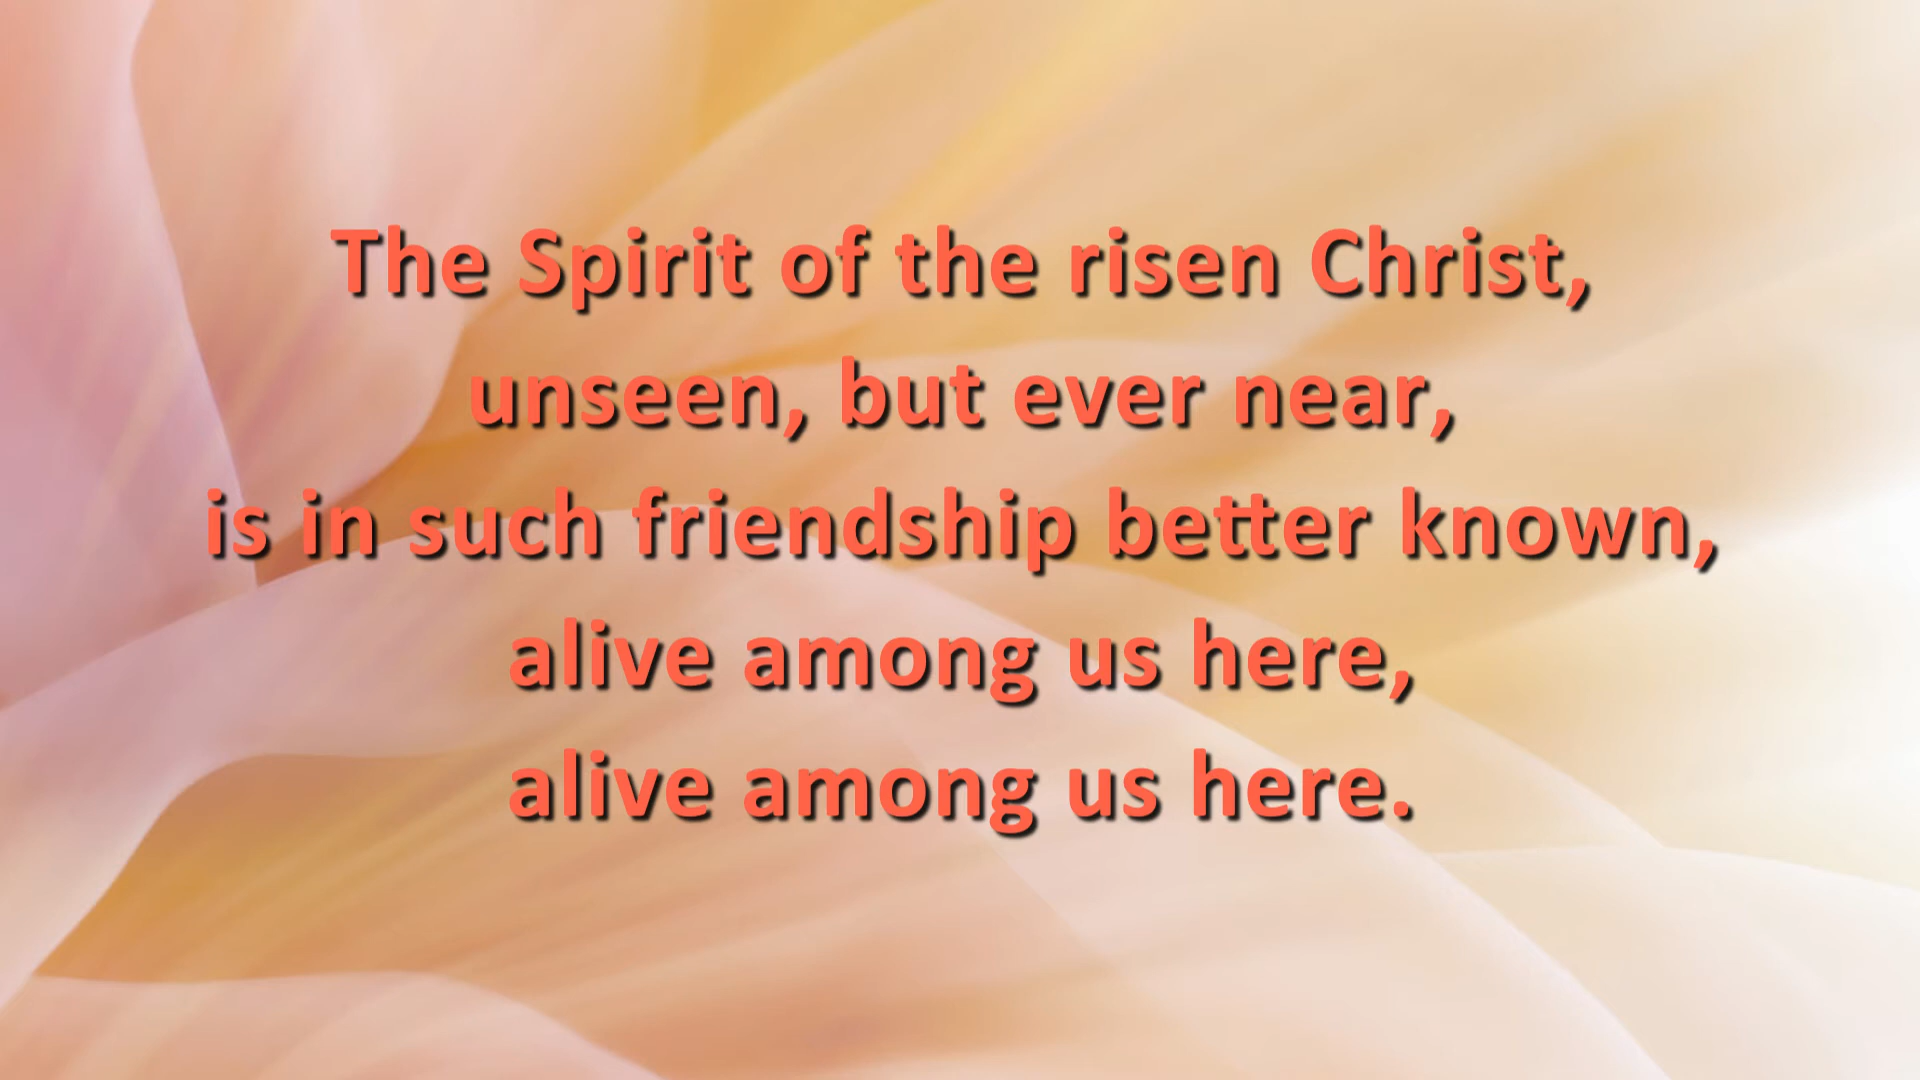 The Spirit of the risen Christ,
unseen, but ever near,
is in such friendship better known,
alive among us here,
alive among us here.